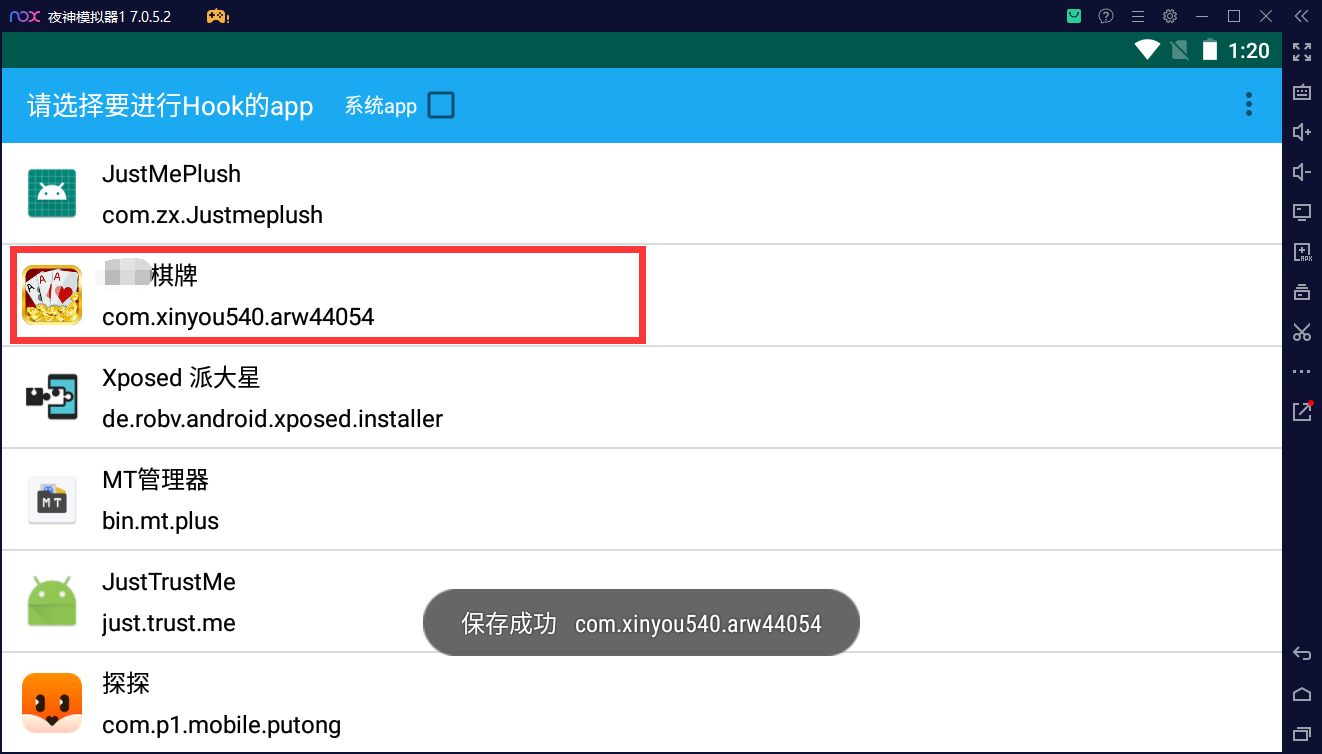 nox 夜神模拟器1 7.0.5.2
1:20
请选择要进行Hook的app 系统app
JustMePlush
com.zx.Justmeplush
棋牌
com.xinyou540.arw44054
Xposed 派大星
de.robv.android.xposed.installer
MT管理器
MT
bin.mt.plus
JustTrustMe
just.trust.me
保存成功 com.xinyou540.arw44054
探探
com.p1.mobile.putong